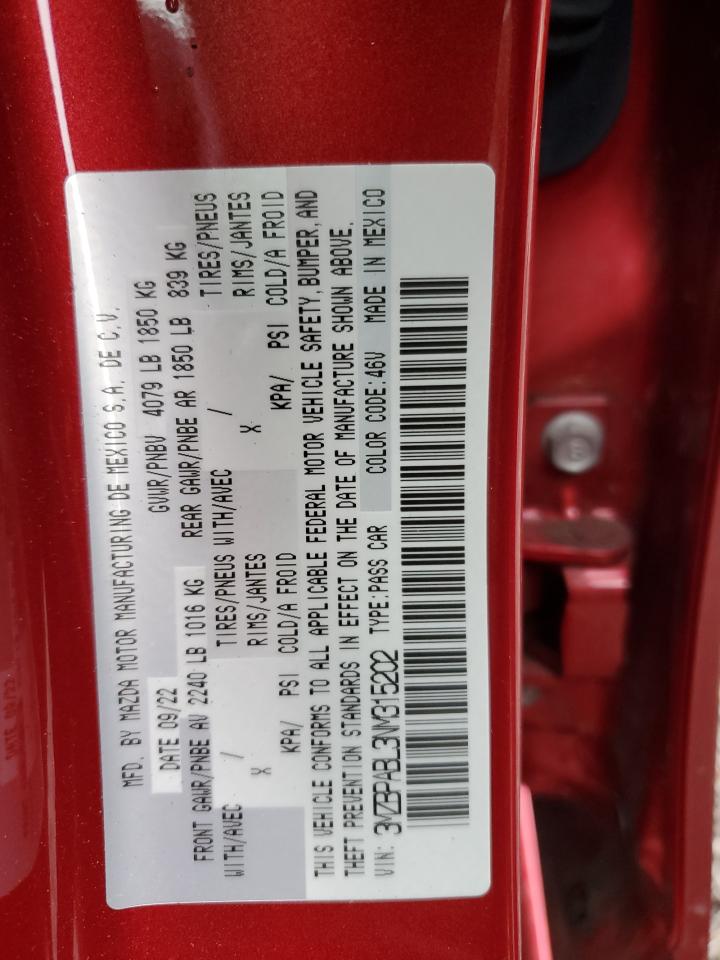 MFD. BY MAZDA MOTOR MANUFACTURING DE MEXICO S.A. DE C.V.
DATE 09/22 GVWR/PNBV 4079 LB 1850 KG
FRONT GAWR/PNBE AV 2240 LB 1016 KG REAR GAWR/PNBE AR 1850 LB 839 KG
WITH/AVEC / TIRES/PNEUS WITH/AVEC / TIRES/PNEUS
X RIMS/JANTES X RIMS/JANTES
KPA/ PSI COLD/A FROID KPA/ PSI COLD/A FROID
THIS VEHICLE CONFORMS TO ALL APPLICABLE FEDERAL MOTOR VEHICLE SAFETY, BUMPER, AND
THEFT PREVENTION STANDARDS IN EFFECT ON THE DATE OF MANUFACTURE SHOWN ABOVE.
VIN: 3MZBPABL3NM315202 TYPE:PASS CAR COLOR CODE:46V MADE IN MEXICO